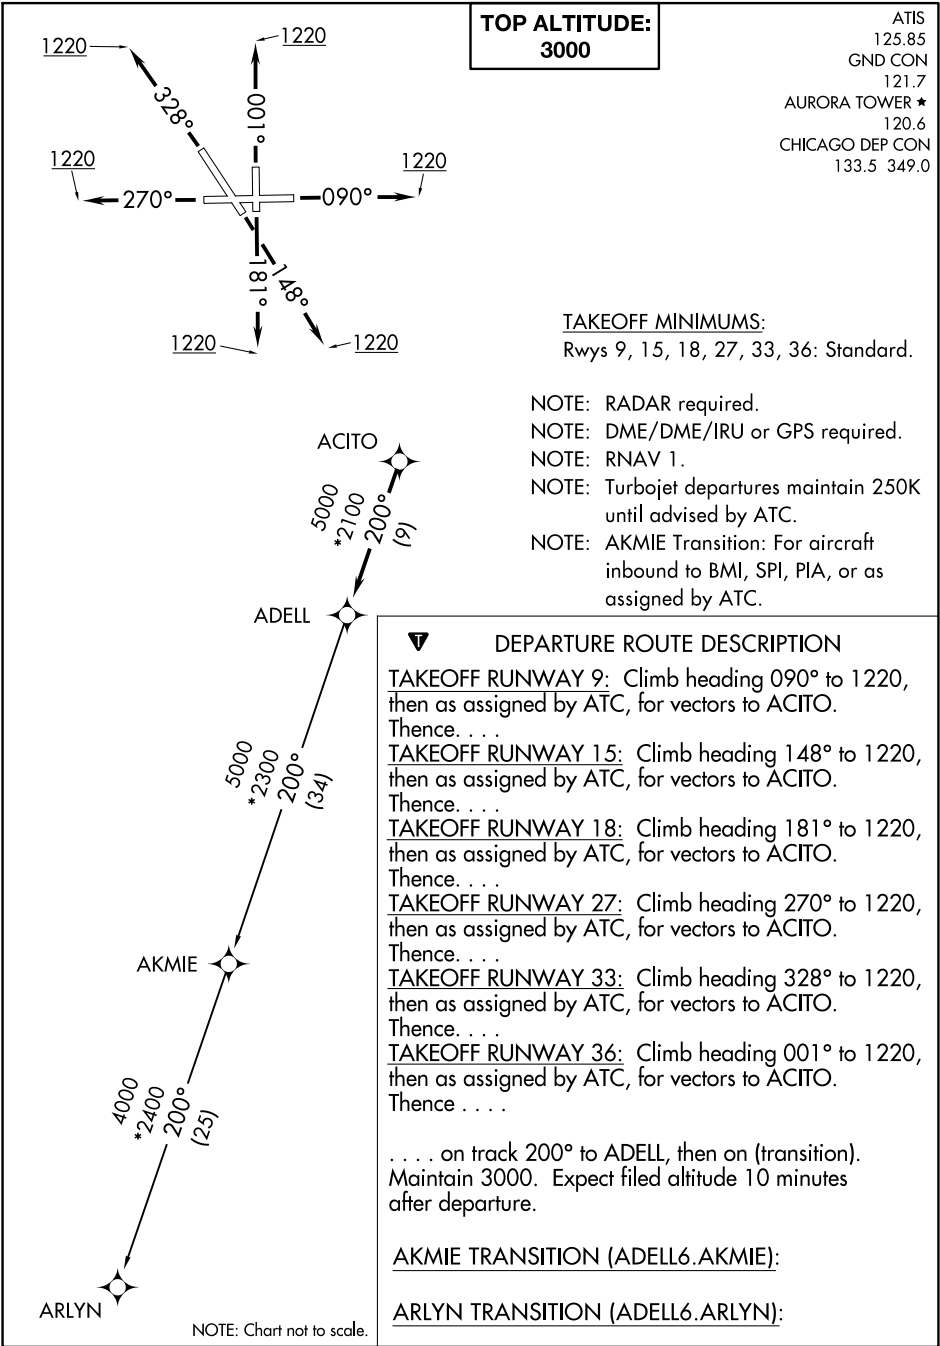 TOP ALTITUDE:
3000
ATIS
125.85
GND CON
121.7
AURORA TOWER ★
120.6
CHICAGO DEP CON
133.5 349.0
1220
1220
328°
001°
1220
1220
270°
090°
181°
148°
1220
1220
TAKEOFF MINIMUMS:
Rwys 9, 15, 18, 27, 33, 36: Standard.
NOTE: RADAR required.
NOTE: DME/DME/IRU or GPS required.
NOTE: RNAV 1.
NOTE: Turbojet departures maintain 250K
until advised by ATC.
NOTE: AKMIE Transition: For aircraft
inbound to BMI, SPI, PIA, or as
assigned by ATC.
ACITO
5000
*2100
200°
(9)
ADELL
5000
*2300
200°
(34)
AKMIE
4000
*2400
200°
(25)
ARLYN
NOTE: Chart not to scale.
T DEPARTURE ROUTE DESCRIPTION
TAKEOFF RUNWAY 9: Climb heading 090° to 1220,
then as assigned by ATC, for vectors to ACITO.
Thence. . . .
TAKEOFF RUNWAY 15: Climb heading 148° to 1220,
then as assigned by ATC, for vectors to ACITO.
Thence. . . .
TAKEOFF RUNWAY 18: Climb heading 181° to 1220,
then as assigned by ATC, for vectors to ACITO.
Thence. . . .
TAKEOFF RUNWAY 27: Climb heading 270° to 1220,
then as assigned by ATC, for vectors to ACITO.
Thence. . . .
TAKEOFF RUNWAY 33: Climb heading 328° to 1220,
then as assigned by ATC, for vectors to ACITO.
Thence. . . .
TAKEOFF RUNWAY 36: Climb heading 001° to 1220,
then as assigned by ATC, for vectors to ACITO.
Thence . . . .
. . . . on track 200° to ADELL, then on (transition).
Maintain 3000. Expect filed altitude 10 minutes
after departure.
AKMIE TRANSITION (ADELL6.AKMIE):
ARLYN TRANSITION (ADELL6.ARLYN):